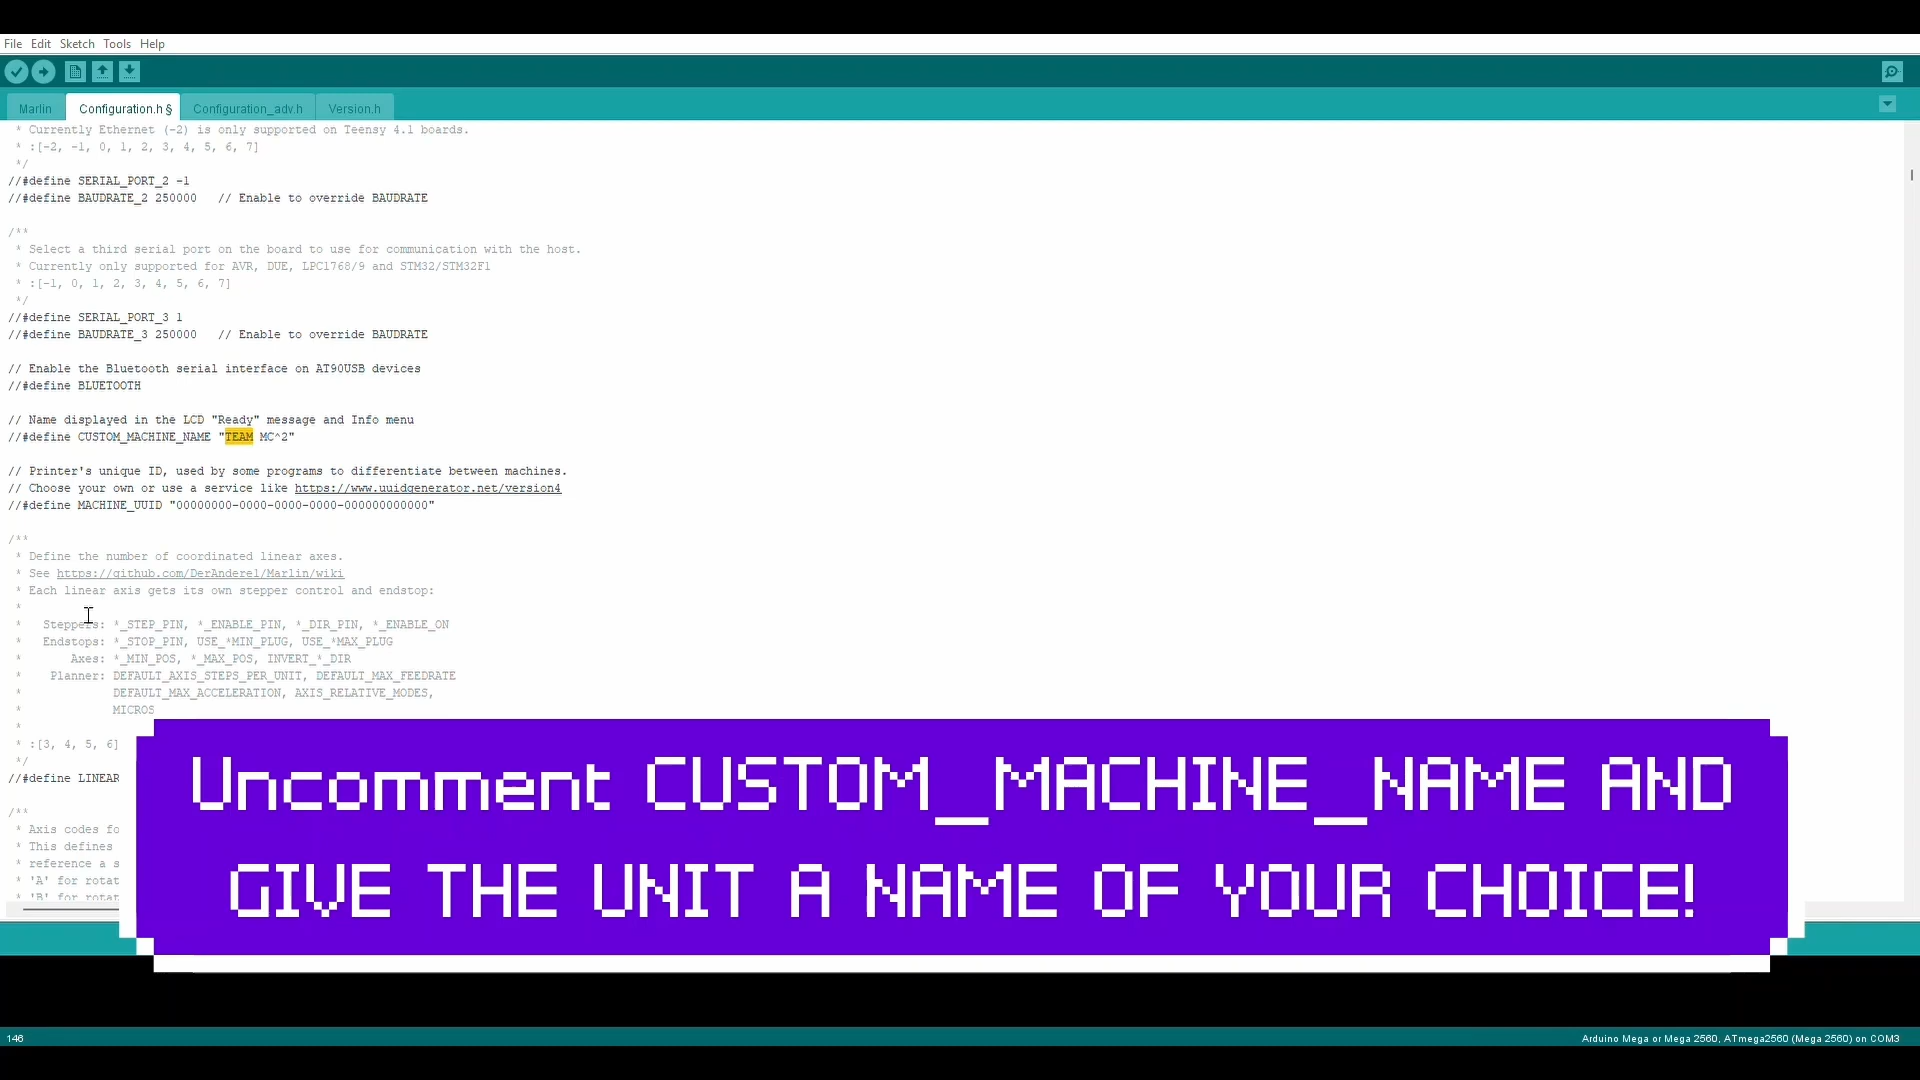 File Edit Sketch Tools Help
Marlin Configuration.h § Configuration_adv.h Version.h
* Currently Ethernet (-2) is only supported on Teensy 4.1 boards.
* :[-2, -1, 0, 1, 2, 3, 4, 5, 6, 7]
*/
//#define SERIAL_PORT_2 -1
//#define BAUDRATE_2 250000   // Enable to override BAUDRATE
/**
* Select a third serial port on the board to use for communication with the host.
* Currently only supported for AVR, DUE, LPC1768/9 and STM32/STM32F1
* :[-1, 0, 1, 2, 3, 4, 5, 6, 7]
*/
//#define SERIAL_PORT_3 1
//#define BAUDRATE_3 250000   // Enable to override BAUDRATE
// Enable the Bluetooth serial interface on AT90USB devices
//#define BLUETOOTH
// Name displayed in the LCD "Ready" message and Info menu
//#define CUSTOM_MACHINE_NAME "TEAM MC^2"
// Printer's unique ID, used by some programs to differentiate between machines.
// Choose your own or use a service like https://www.uuidgenerator.net/version4
//#define MACHINE_UUID "00000000-0000-0000-0000-000000000000"
/**
* Define the number of coordinated linear axes.
* See https://github.com/DerAndere1/Marlin/wiki
* Each linear axis gets its own stepper control and endstop:
*
*   Steppers: *_STEP_PIN, *_ENABLE_PIN, *_DIR_PIN, *_ENABLE_ON
*   Endstops: *_STOP_PIN, USE_*MIN_PLUG, USE_*MAX_PLUG
*       Axes: *_MIN_POS, *_MAX_POS, INVERT_*_DIR
*    Planner: DEFAULT_AXIS_STEPS_PER_UNIT, DEFAULT_MAX_FEEDRATE
*             DEFAULT_MAX_ACCELERATION, AXIS_RELATIVE_MODES,
*             MICROS
*
* :[3, 4, 5, 6]
*/
//#define LINEAR
/**
* Axis codes fo
* This defines
* reference a s
* 'A' for rotat
* 'B' for rotat
Uncomment CUSTOM_MACHINE_NAME AND
GIVE THE UNIT A NAME OF YOUR CHOICE!
146
Arduino Mega or Mega 2560, ATmega2560 (Mega 2560) on COM3